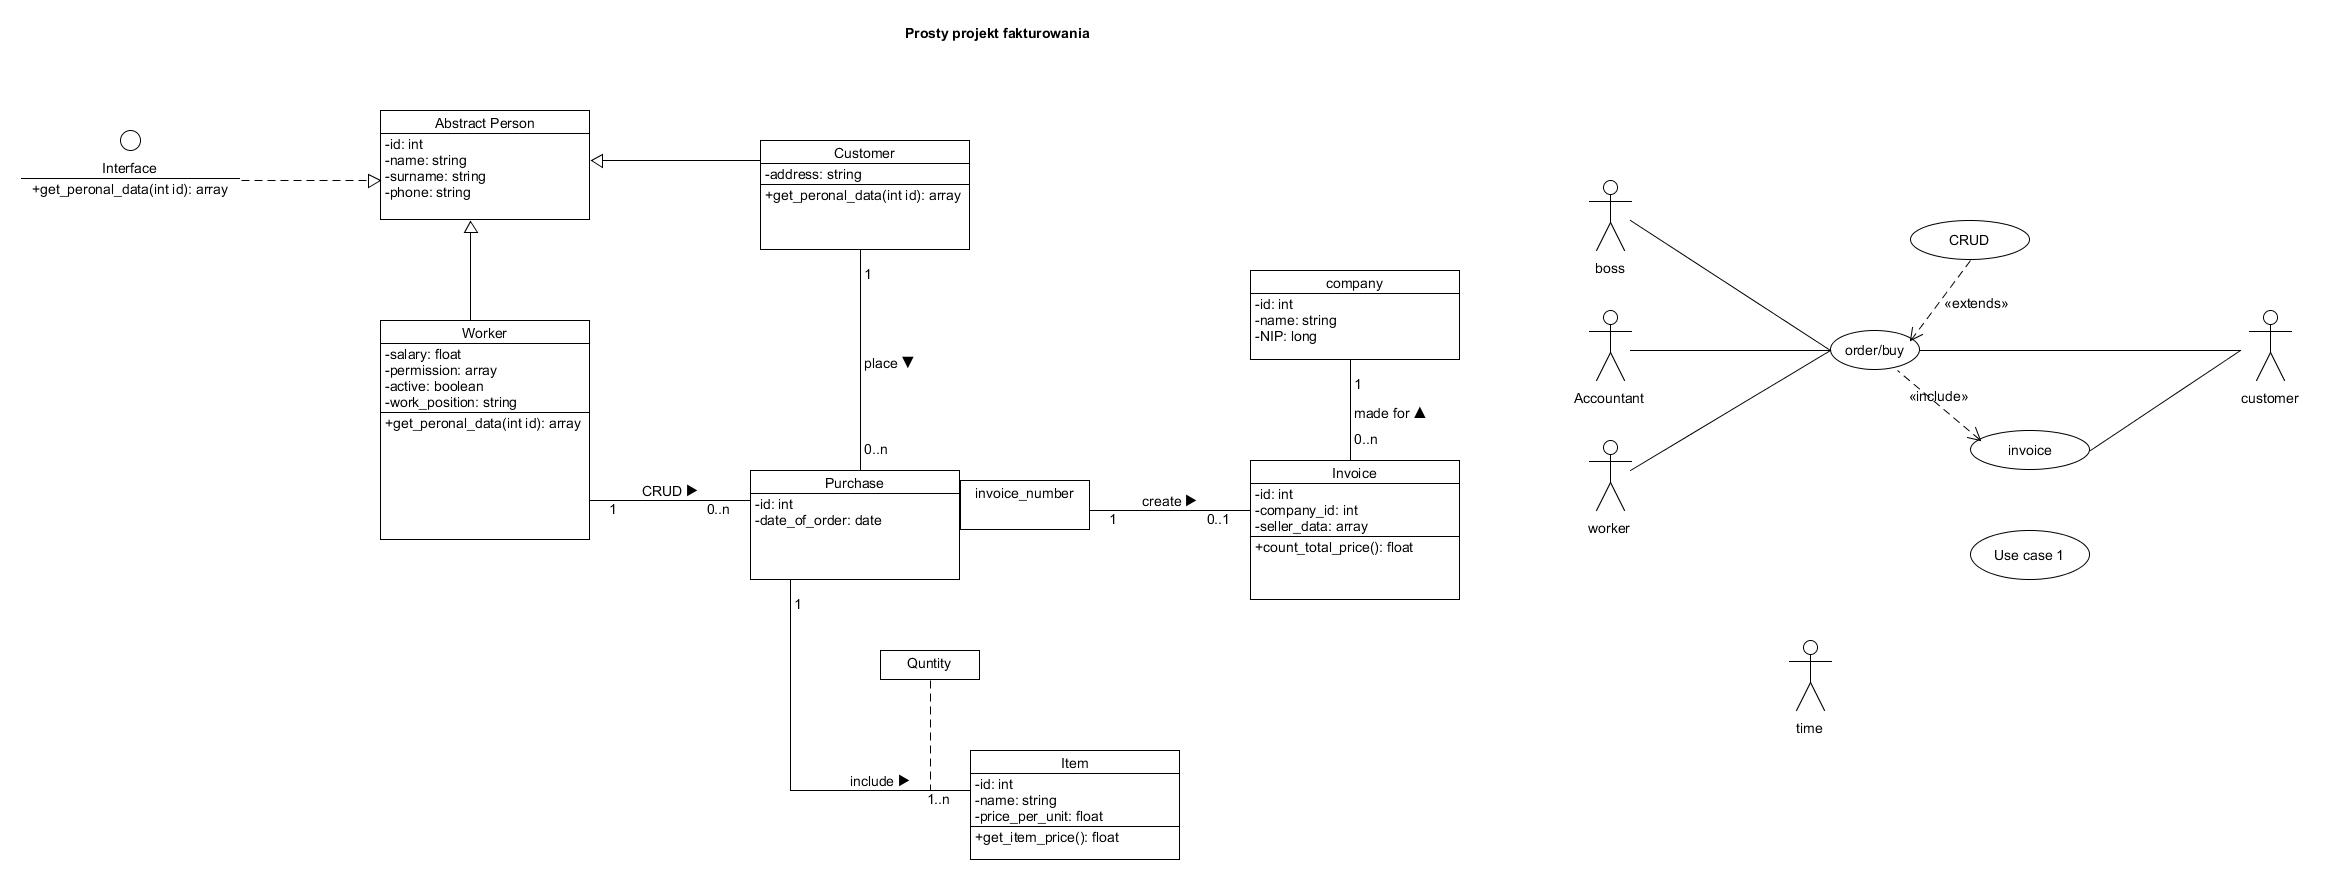 Prosty projekt fakturowania
Interface
+get_peronal_data(int id): array
Abstract Person
-id: int
-name: string
-surname: string
-phone: string
Customer
-address: string
+get_peronal_data(int id): array
Worker
-salary: float
-permission: array
-active: boolean
-work_position: string
+get_peronal_data(int id): array
1
place ▼
0..n
CRUD ▶
1
0..n
Purchase
-id: int
-date_of_order: date
invoice_number
create ▶
1
0..1
company
-id: int
-name: string
-NIP: long
1
made for ▲
0..n
Invoice
-id: int
-company_id: int
-seller_data: array
+count_total_price(): float
1
Quntity
include ▶
1..n
Item
-id: int
-name: string
-price_per_unit: float
+get_item_price(): float
boss
Accountant
worker
CRUD
«extends»
order/buy
«include»
invoice
customer
Use case 1
time